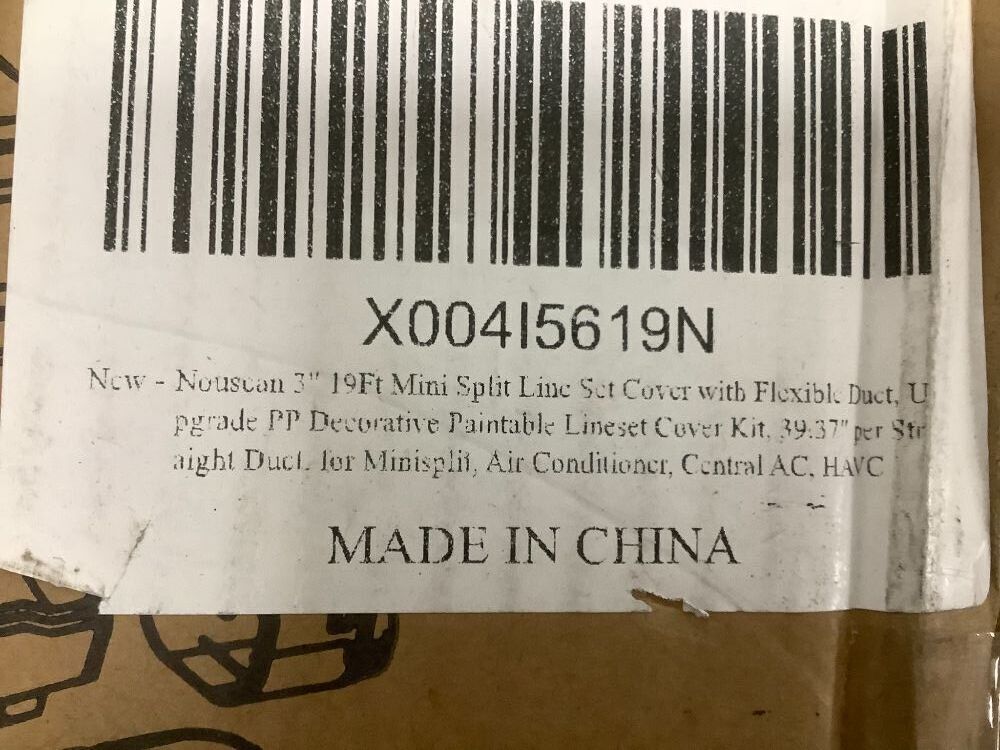 X004I5619N
New - Nouscan 3" 19Ft Mini Split Line Set Cover with Flexible Duct, U
pgrade PP Decorative Paintable Lineset Cover Kit, 39.37" per Str
aight Duct, for Minisplit, Air Conditioner, Central AC, HAVC
MADE IN CHINA